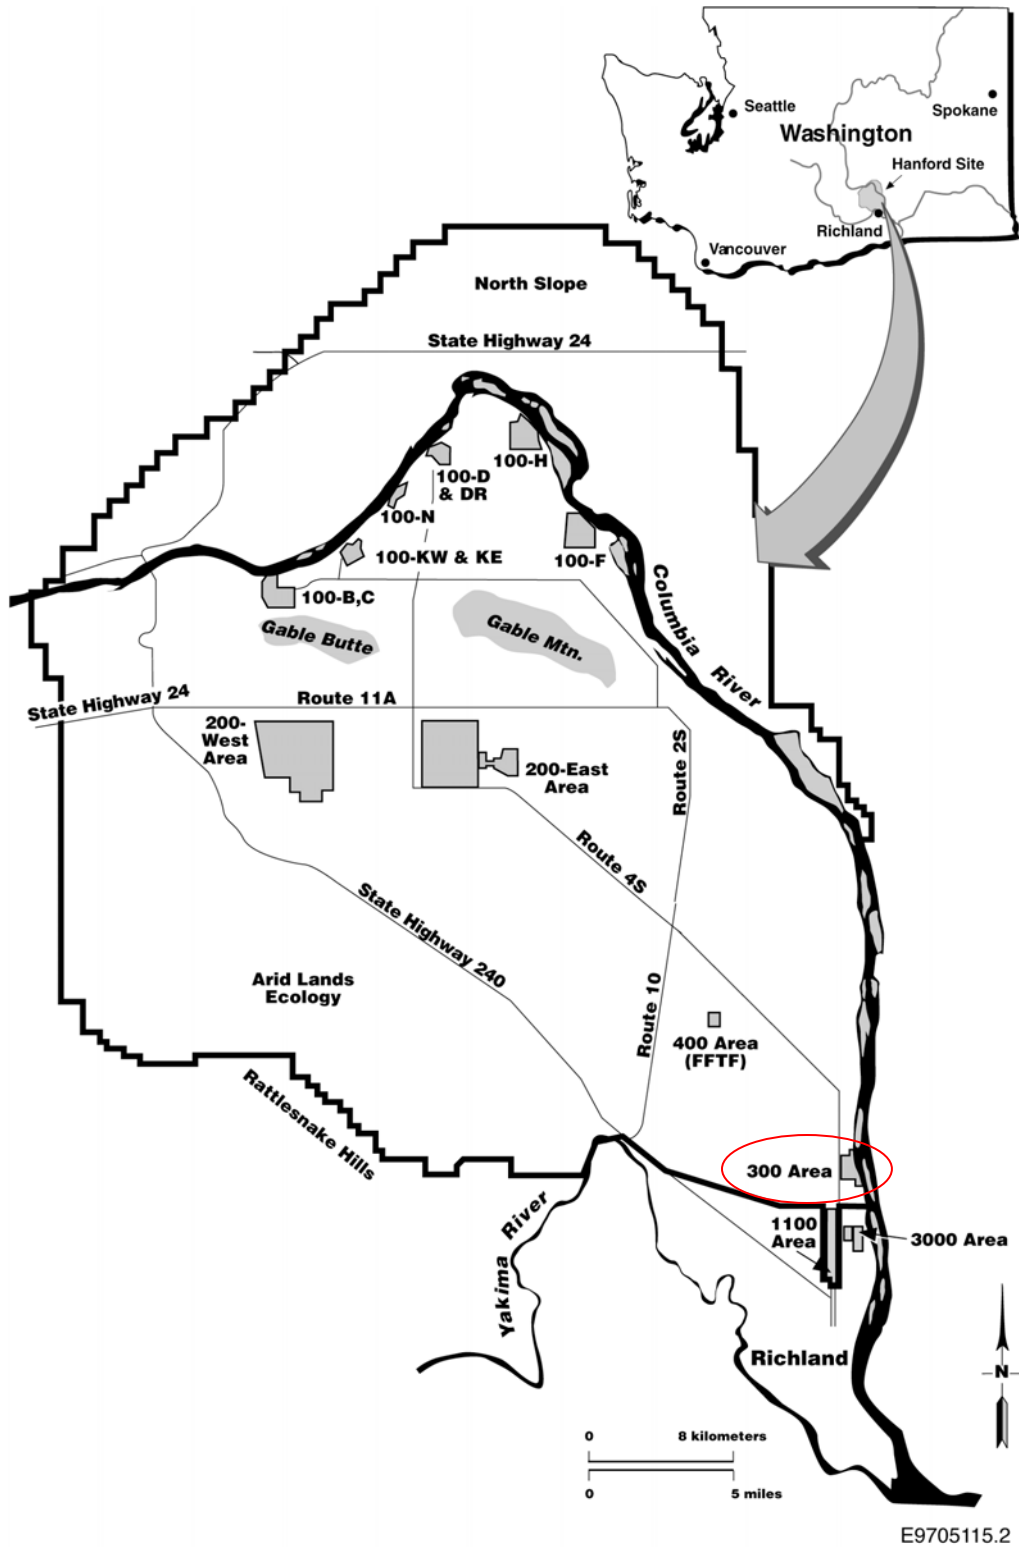 Seattle
Spokane
Washington
Hanford Site
Richland
Vancouver
North Slope
State Highway 24
100-H
100-D
& DR
100-N
100-KW & KE
100-F
100-B,C
Columbia River
Gable Butte
Gable Mtn.
State Highway 24
Route 11A
200-
West
Area
200-East
Area
Route 2S
Route 4S
State Highway 240
Arid Lands
Ecology
Route 10
400 Area
(FFTF)
Rattlesnake Hills
300 Area
1100
Area
3000 Area
Yakima River
Richland
N
0 8 kilometers
0 5 miles
E9705115.2